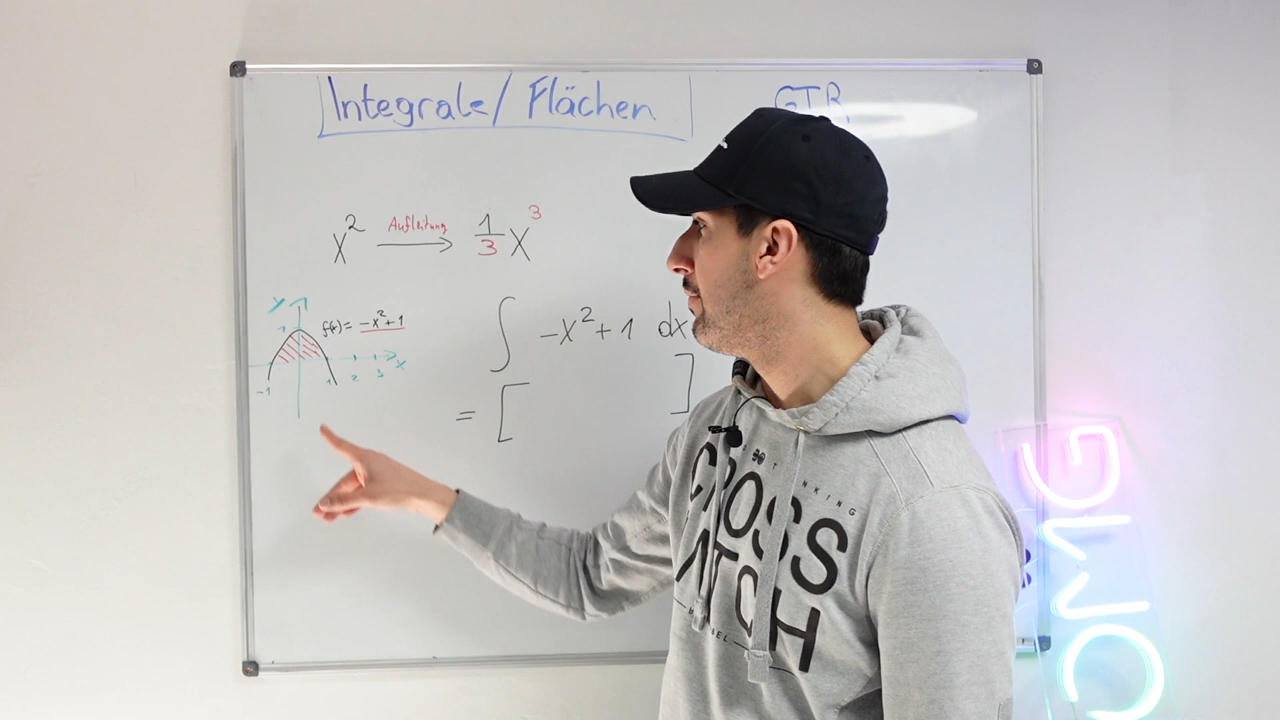 Integrale/ Flächen
GTR
x² Aufleitung 1/3 x³
y
1
f(x) = -x²+1
-1 1 2 3 x
∫ -x²+1 dx
= [ ]
CROSS
H
GMC